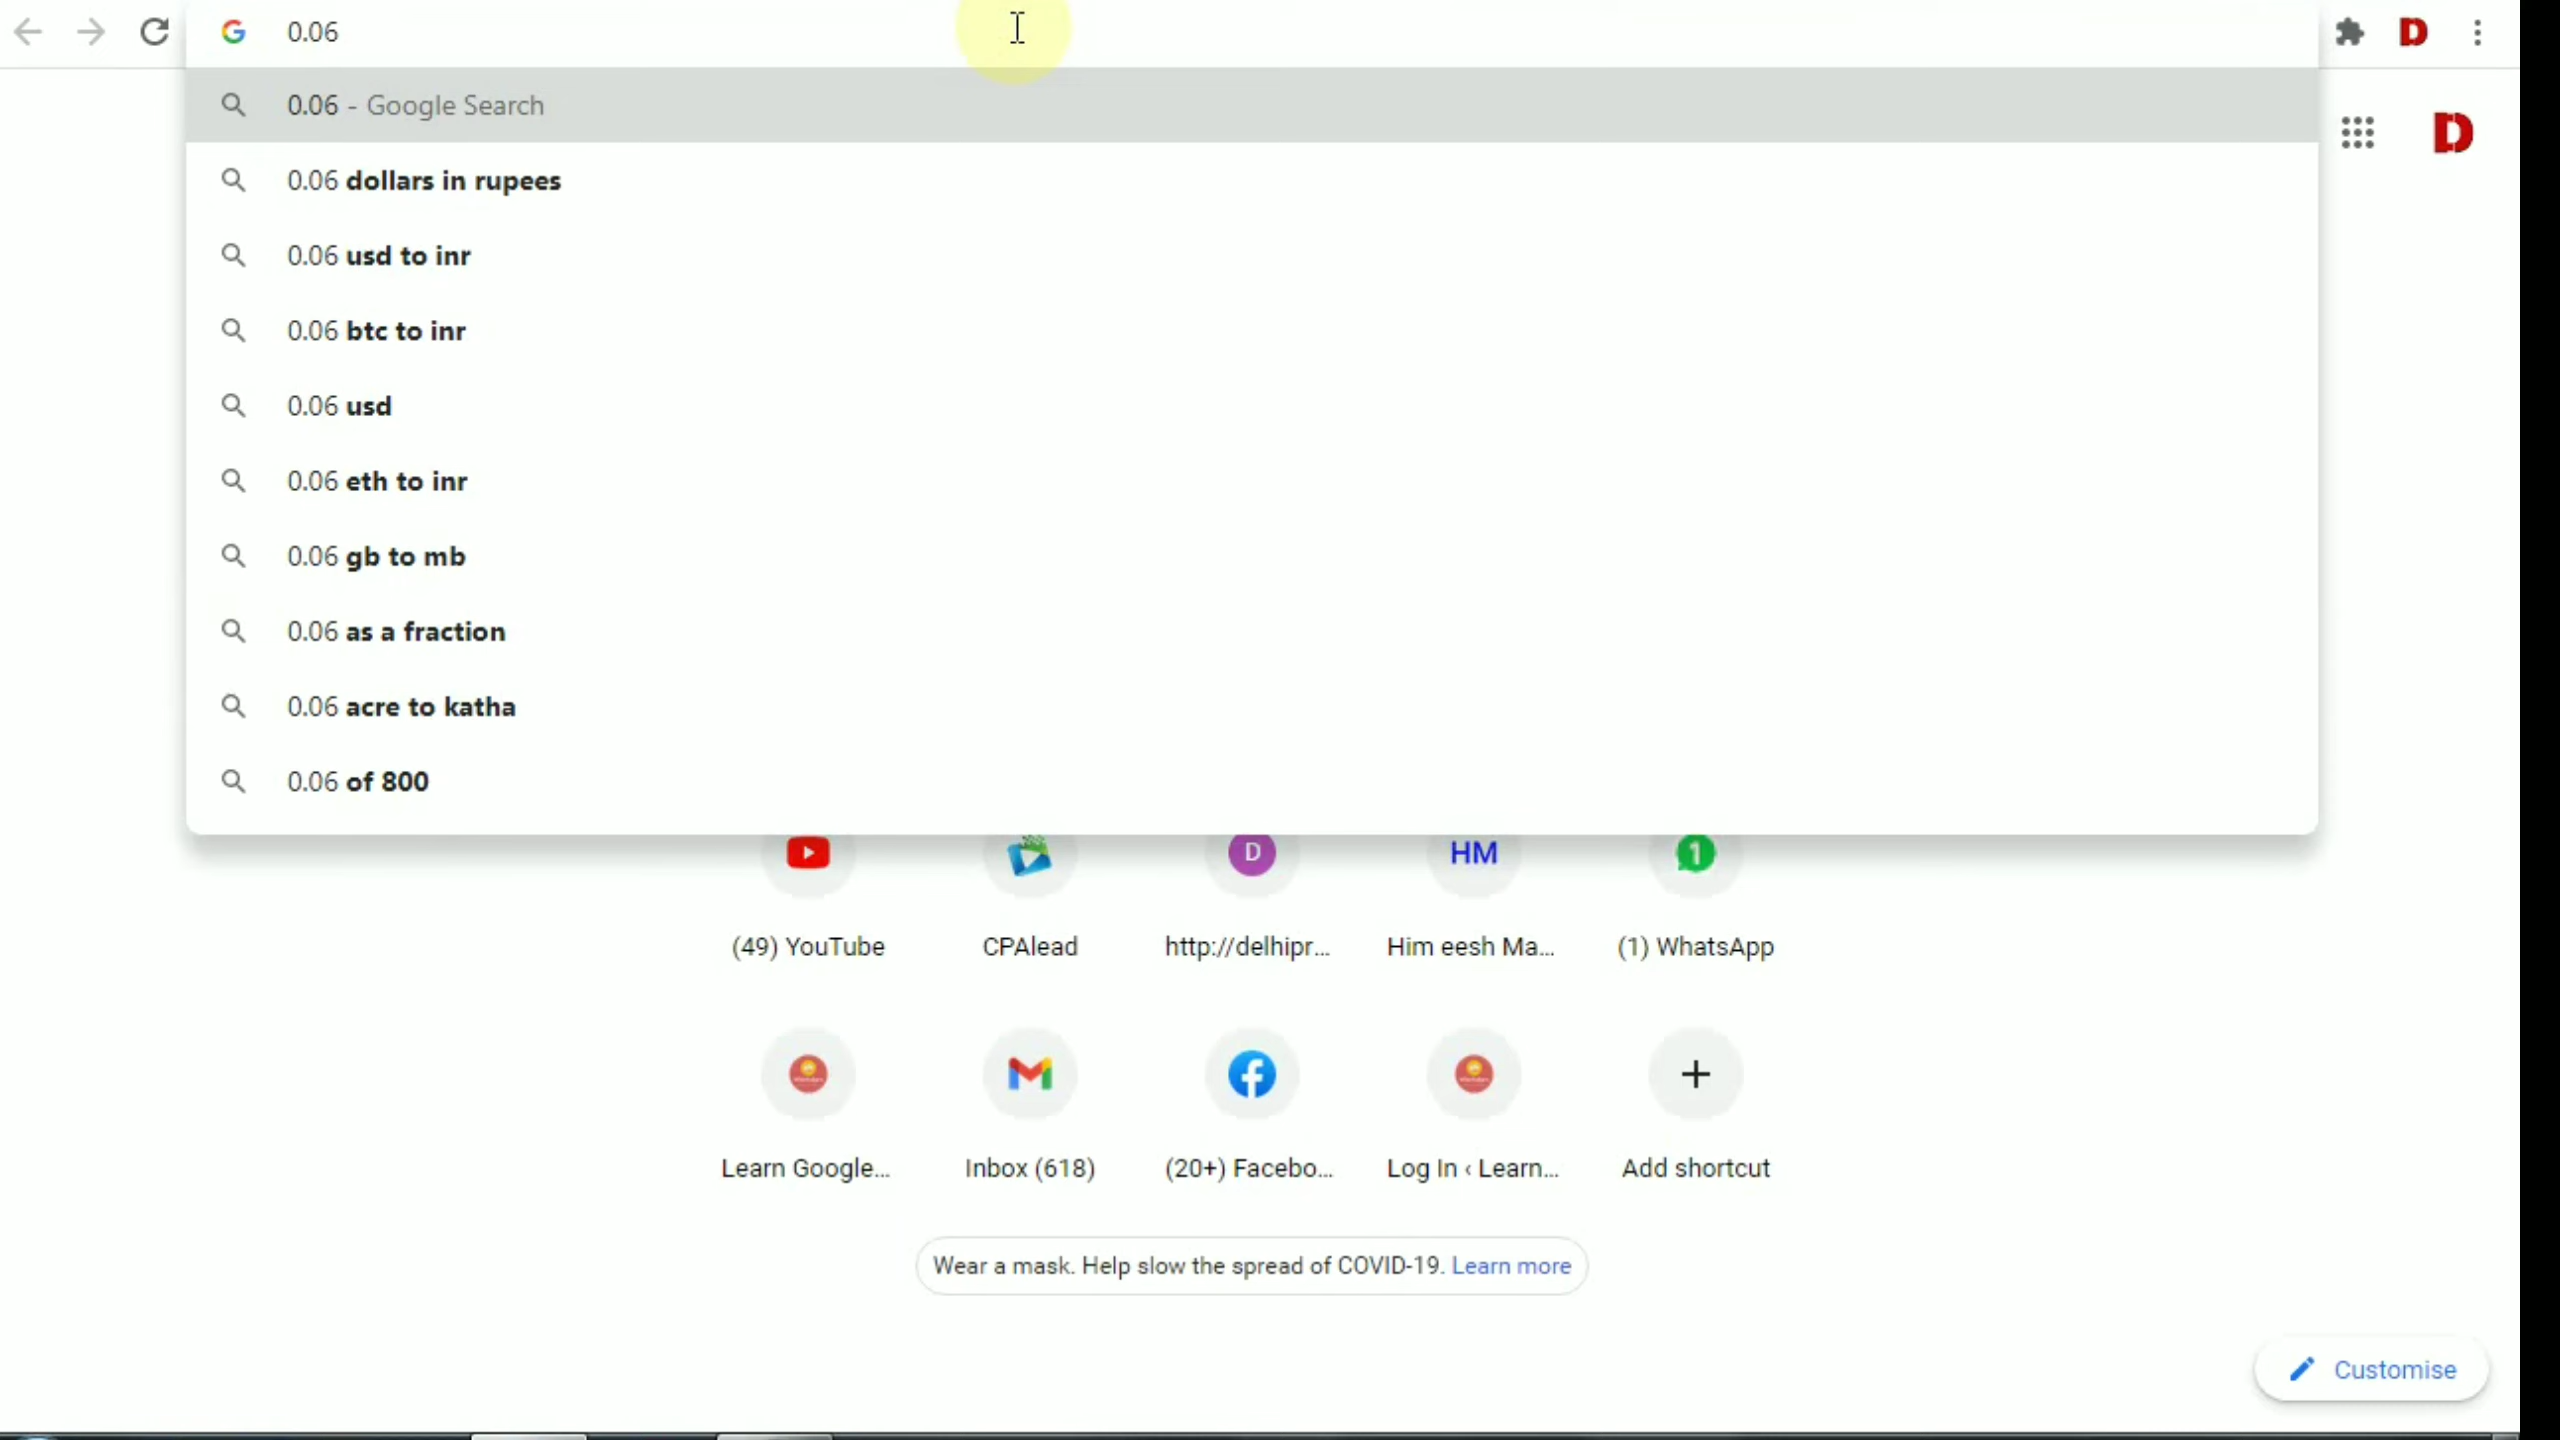 0.06
0.06 - Google Search
0.06 dollars in rupees
0.06 usd to inr
0.06 btc to inr
0.06 usd
0.06 eth to inr
0.06 gb to mb
0.06 as a fraction
0.06 acre to katha
0.06 of 800
D
D
D
HM
1
(49) YouTube
CPAlead
http://delhipr...
Him eesh Ma...
(1) WhatsApp
Learn Google...
Inbox (618)
(20+) Facebo...
Log In ‹ Learn...
Add shortcut
Wear a mask. Help slow the spread of COVID-19. Learn more
Customise